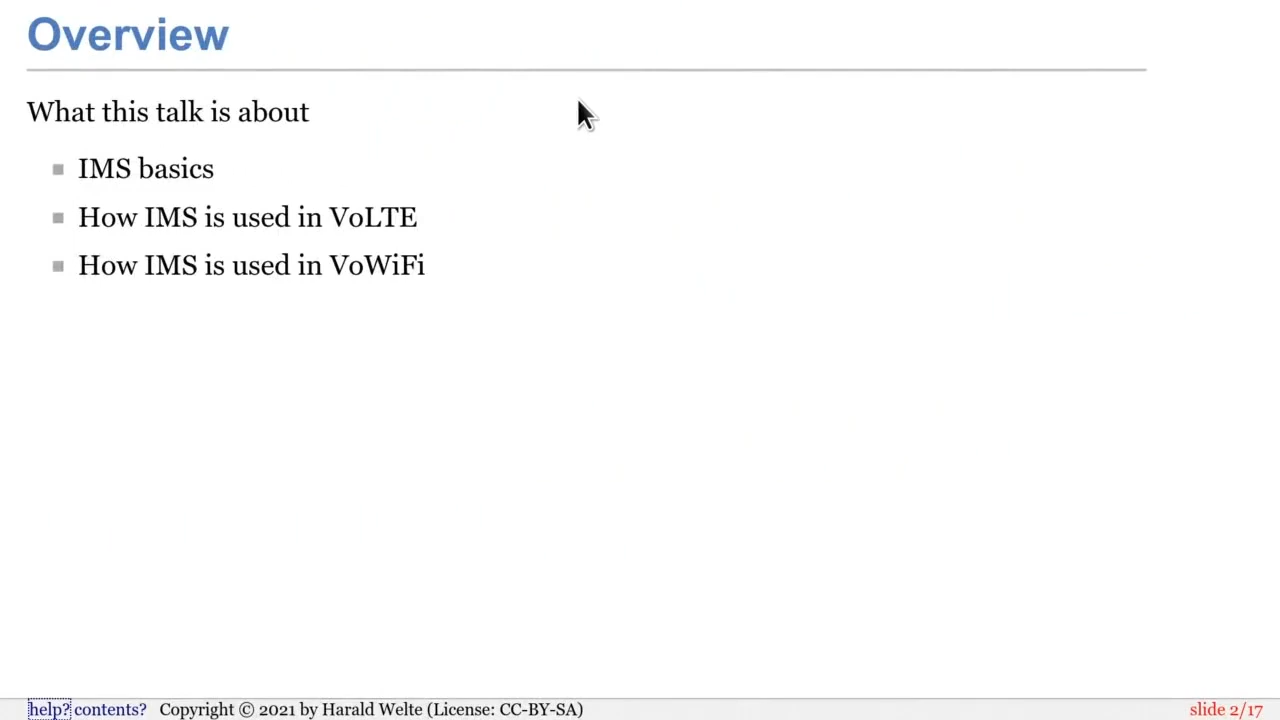 Overview
What this talk is about
IMS basics
How IMS is used in VoLTE
How IMS is used in VoWiFi
help? contents? Copyright © 2021 by Harald Welte (License: CC-BY-SA) slide 2/17